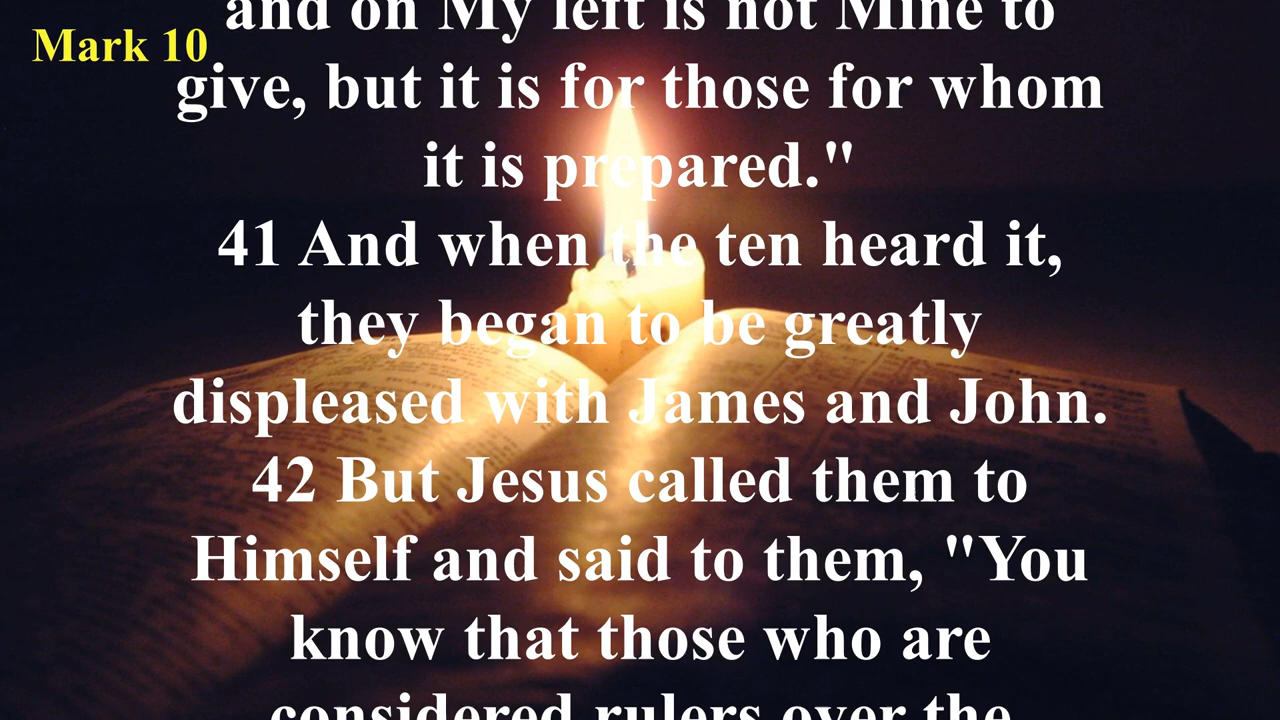 Mark 10
and on My left is not Mine to
give, but it is for those for whom
it is prepared."
41 And when the ten heard it,
they began to be greatly
displeased with James and John.
42 But Jesus called them to
Himself and said to them, "You
know that those who are
considered rulers over the